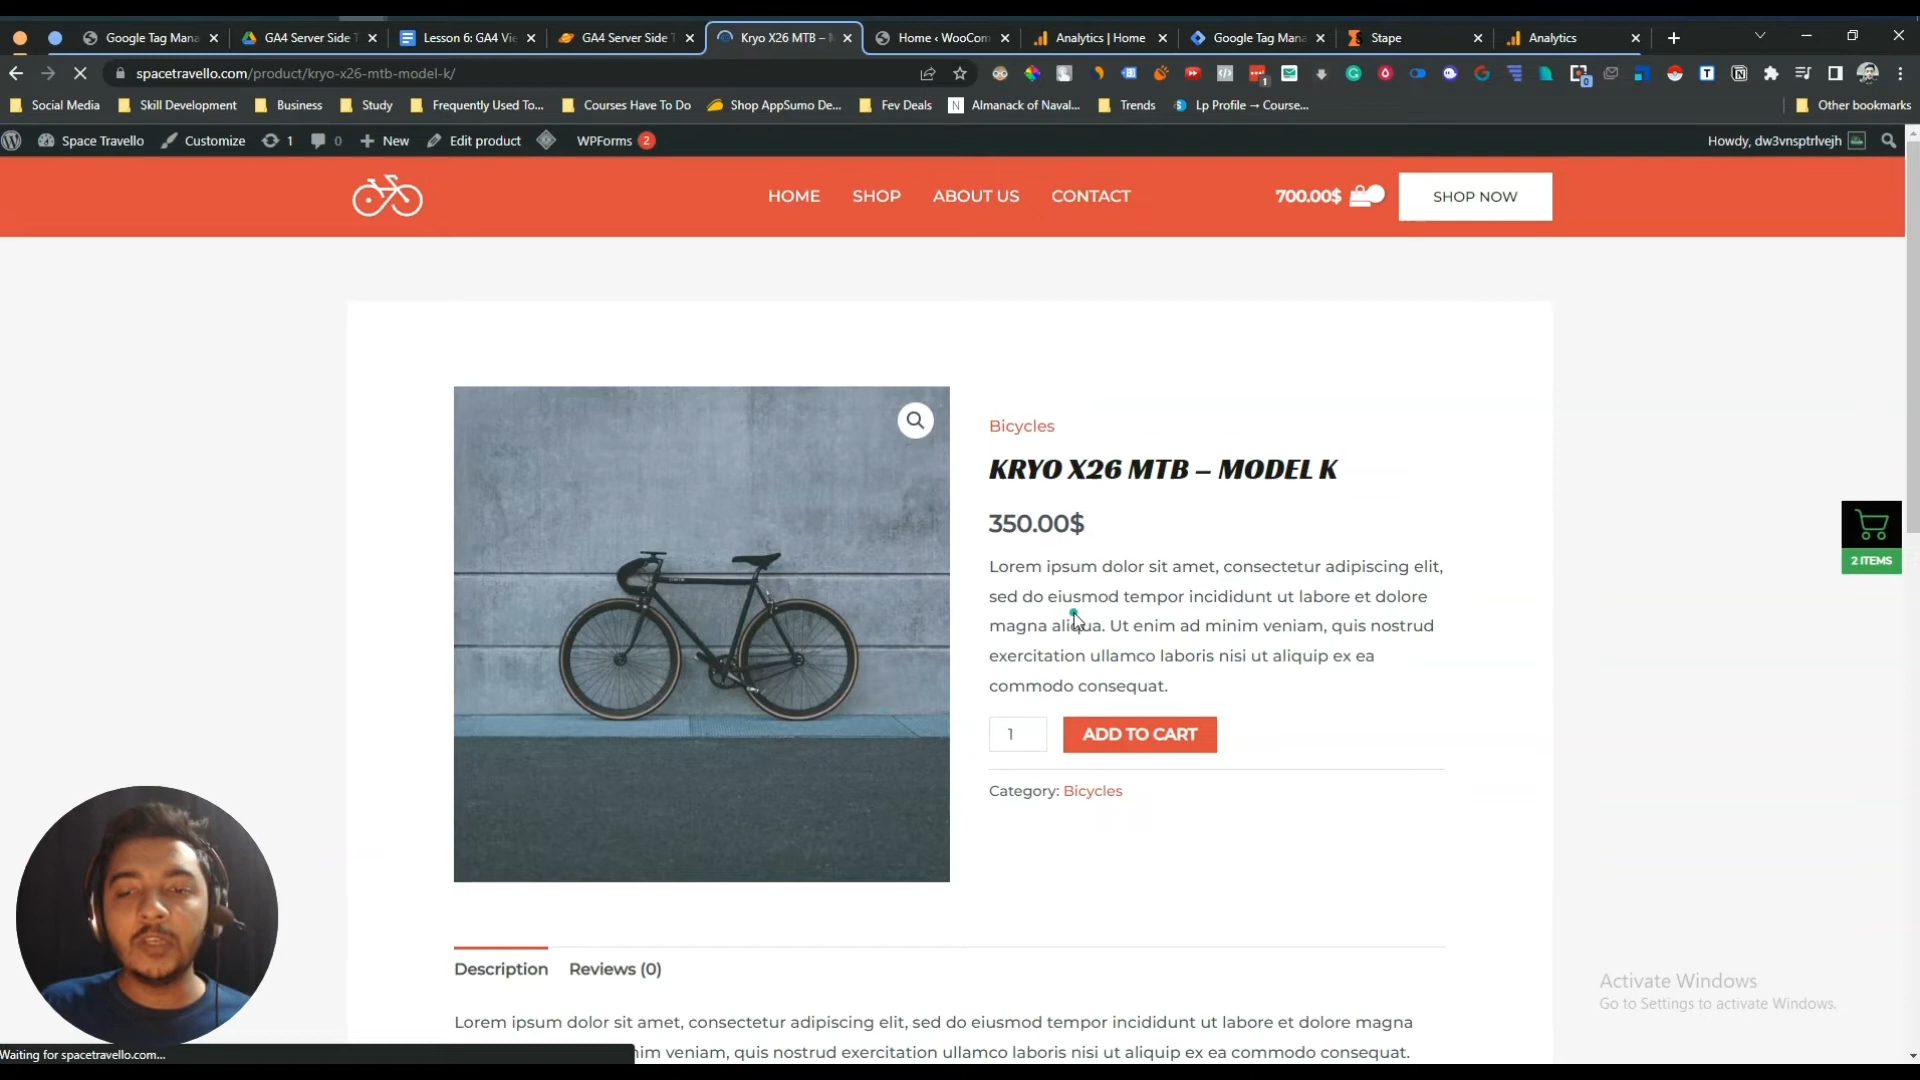 Google Tag Mana
GA4 Server Side T
Lesson 6: GA4 Vie
GA4 Server Side T
Kryo X26 MTB – M
Home ‹ WooCom
Analytics | Home
Google Tag Mana
Stape
Analytics
spacetravello.com/product/kryo-x26-mtb-model-k/
Social Media
Skill Development
Business
Study
Frequently Used To...
Courses Have To Do
Shop AppSumo De...
Fev Deals
Almanack of Naval...
Trends
Lp Profile → Course...
Other bookmarks
Space Travello
Customize
1
0
New
Edit product
WPForms 2
Howdy, dw3vnsptrlvejh
HOME
SHOP
ABOUT US
CONTACT
700.00$
SHOP NOW
Bicycles
KRYO X26 MTB – MODEL K
350.00$
Lorem ipsum dolor sit amet, consectetur adipiscing elit,
sed do eiusmod tempor incididunt ut labore et dolore
magna aliqua. Ut enim ad minim veniam, quis nostrud
exercitation ullamco laboris nisi ut aliquip ex ea
commodo consequat.
1
ADD TO CART
Category: Bicycles
2 ITEMS
Description
Reviews (0)
Lorem ipsum dolor sit amet, consectetur adipiscing elit, sed do eiusmod tempor incididunt ut labore et dolore magna
nim veniam, quis nostrud exercitation ullamco laboris nisi ut aliquip ex ea commodo consequat.
Activate Windows
Go to Settings to activate Windows.
Waiting for spacetravello.com...